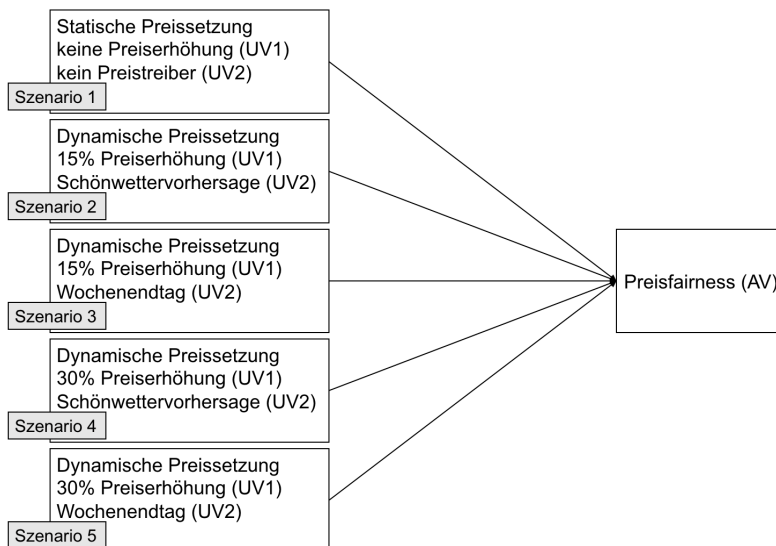 Statische Preissetzung
keine Preiserhöhung (UV1)
kein Preistreiber (UV2)
Szenario 1
Dynamische Preissetzung
15% Preiserhöhung (UV1)
Schönwettervorhersage (UV2)
Szenario 2
Dynamische Preissetzung
15% Preiserhöhung (UV1)
Wochenendtag (UV2)
Szenario 3
Dynamische Preissetzung
30% Preiserhöhung (UV1)
Schönwettervorhersage (UV2)
Szenario 4
Dynamische Preissetzung
30% Preiserhöhung (UV1)
Wochenendtag (UV2)
Szenario 5
Preisfairness (AV)